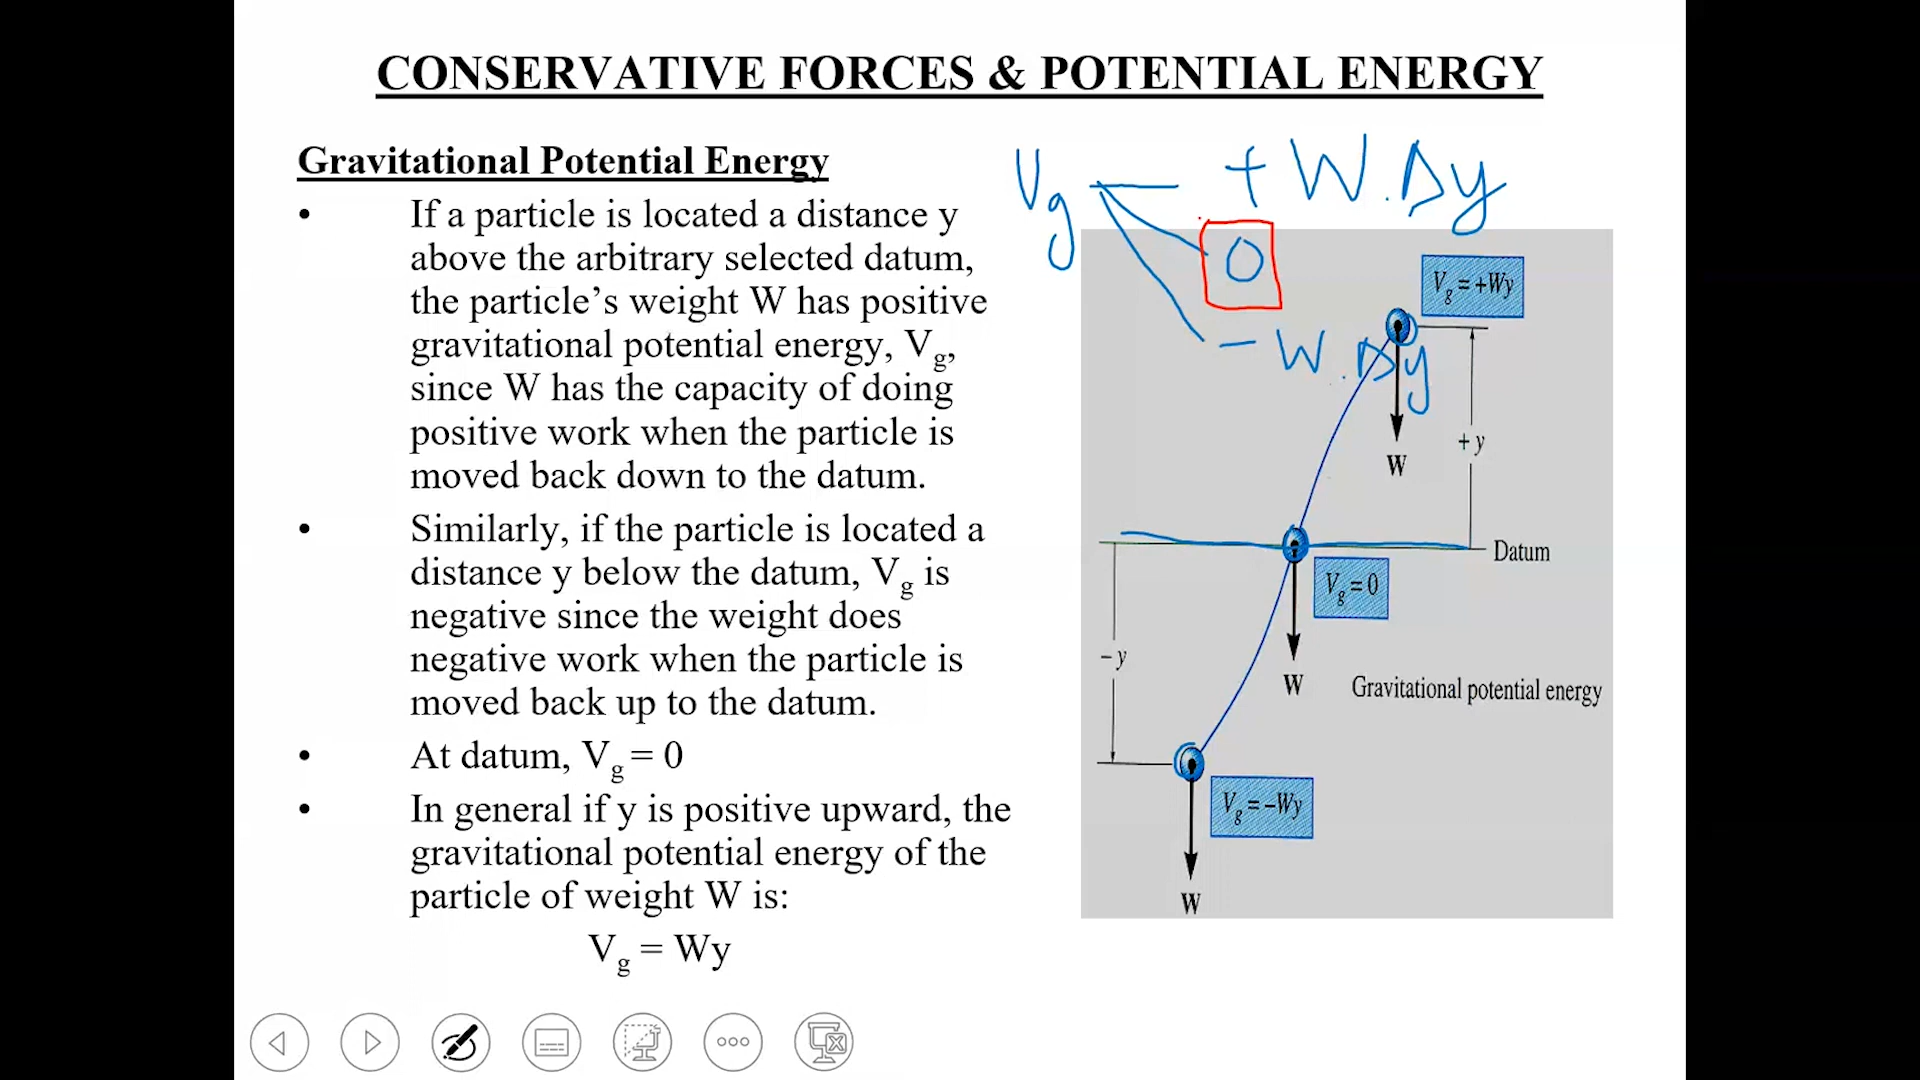 CONSERVATIVE FORCES & POTENTIAL ENERGY
Gravitational Potential Energy
• If a particle is located a distance y
above the arbitrary selected datum,
the particle’s weight W has positive
gravitational potential energy, Vg,
since W has the capacity of doing
positive work when the particle is
moved back down to the datum.
• Similarly, if the particle is located a
distance y below the datum, Vg is
negative since the weight does
negative work when the particle is
moved back up to the datum.
• At datum, Vg = 0
• In general if y is positive upward, the
gravitational potential energy of the
particle of weight W is:
Vg = Wy
Vg
+ W.Δy
0
- W.Δy
Vg = +Wy
W
+ y
Datum
Vg = 0
- y
W
Gravitational potential energy
Vg = -Wy
W